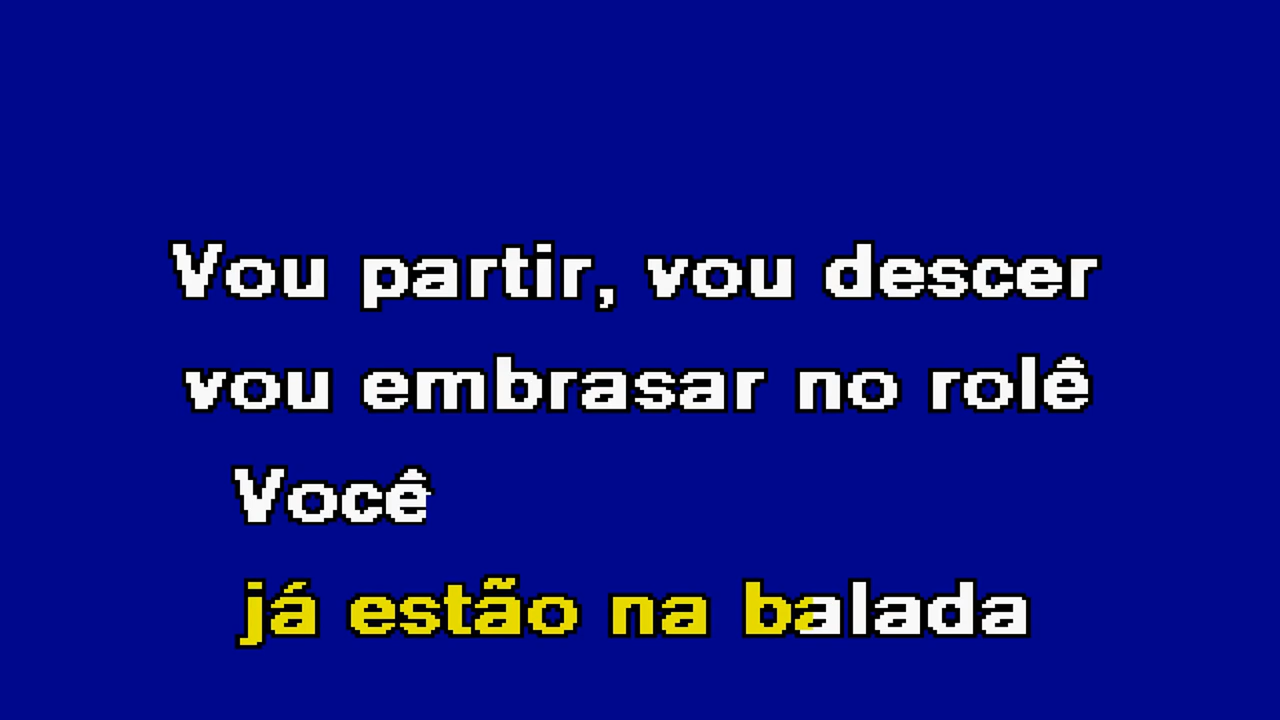 Vou partir, vou descer
vou embrasar no rolê
Você
já estão na balada